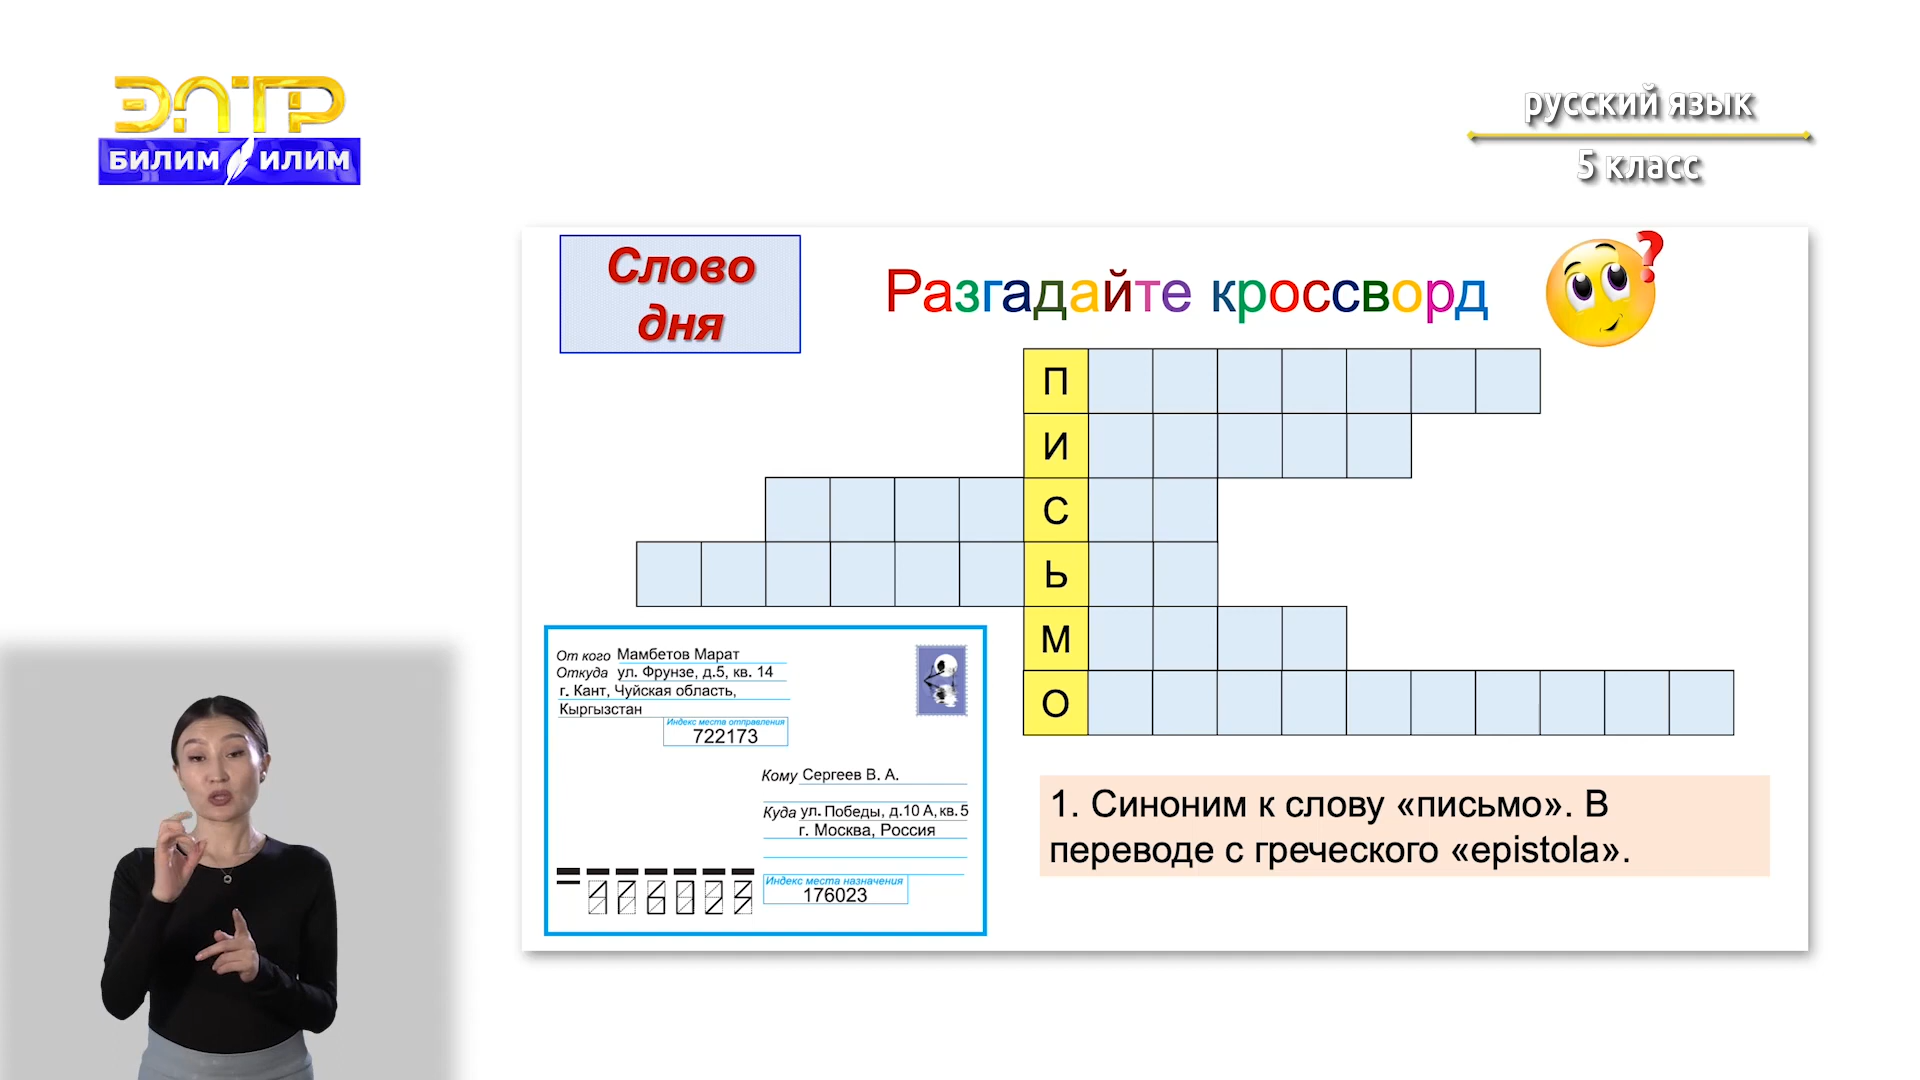 ЭЛТР
БИЛИМ ИЛИМ
русский язык
5 класс
Слово
дня
Разгадайте кроссворд
?
П
И
С
Ь
М
О
От кого Мамбетов Марат
Откуда ул. Фрунзе, д.5, кв. 14
г. Кант, Чуйская область,
Кыргызстан
Индекс места отправления
722173
Кому Сергеев В. А.
Куда ул. Победы, д.10 А, кв. 5
г. Москва, Россия
Индекс места назначения
176023
176023
1. Синоним к слову «письмо». В
переводе с греческого «epistola».